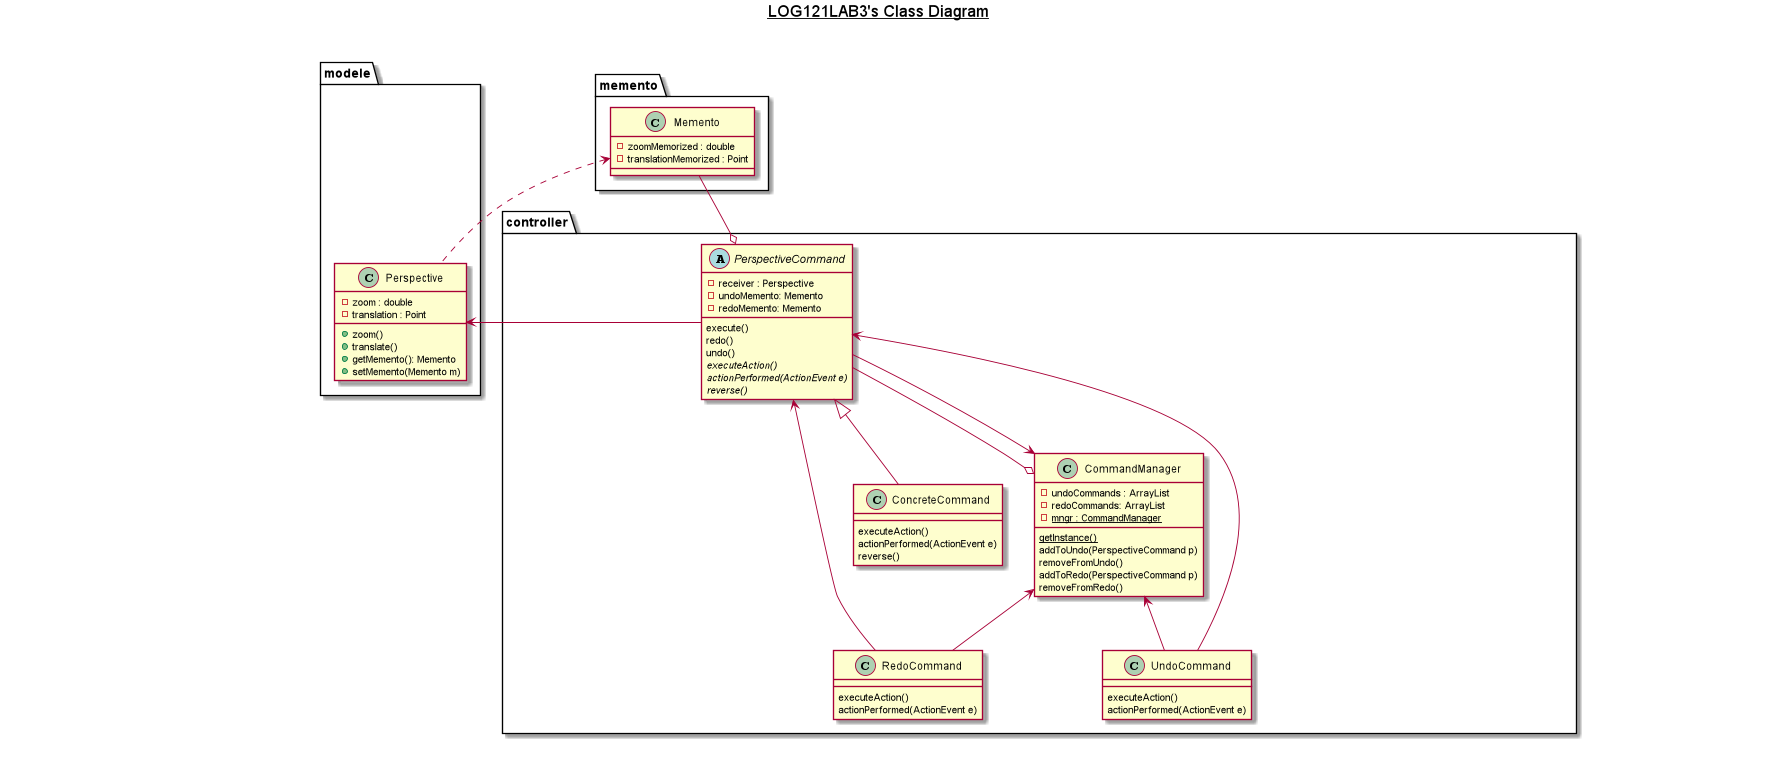 LOG121LAB3's Class Diagram
modele
memento
C Memento
zoomMemorized : double
translationMemorized : Point
controller
C Perspective
zoom : double
translation : Point
zoom()
translate()
getMemento(): Memento
setMemento(Memento m)
A PerspectiveCommand
receiver : Perspective
undoMemento: Memento
redoMemento: Memento
execute()
redo()
undo()
executeAction()
actionPerformed(ActionEvent e)
reverse()
C CommandManager
undoCommands : ArrayList
redoCommands: ArrayList
mngr : CommandManager
getInstance()
addToUndo(PerspectiveCommand p)
removeFromUndo()
addToRedo(PerspectiveCommand p)
removeFromRedo()
C ConcreteCommand
executeAction()
actionPerformed(ActionEvent e)
reverse()
C RedoCommand
executeAction()
actionPerformed(ActionEvent e)
C UndoCommand
executeAction()
actionPerformed(ActionEvent e)